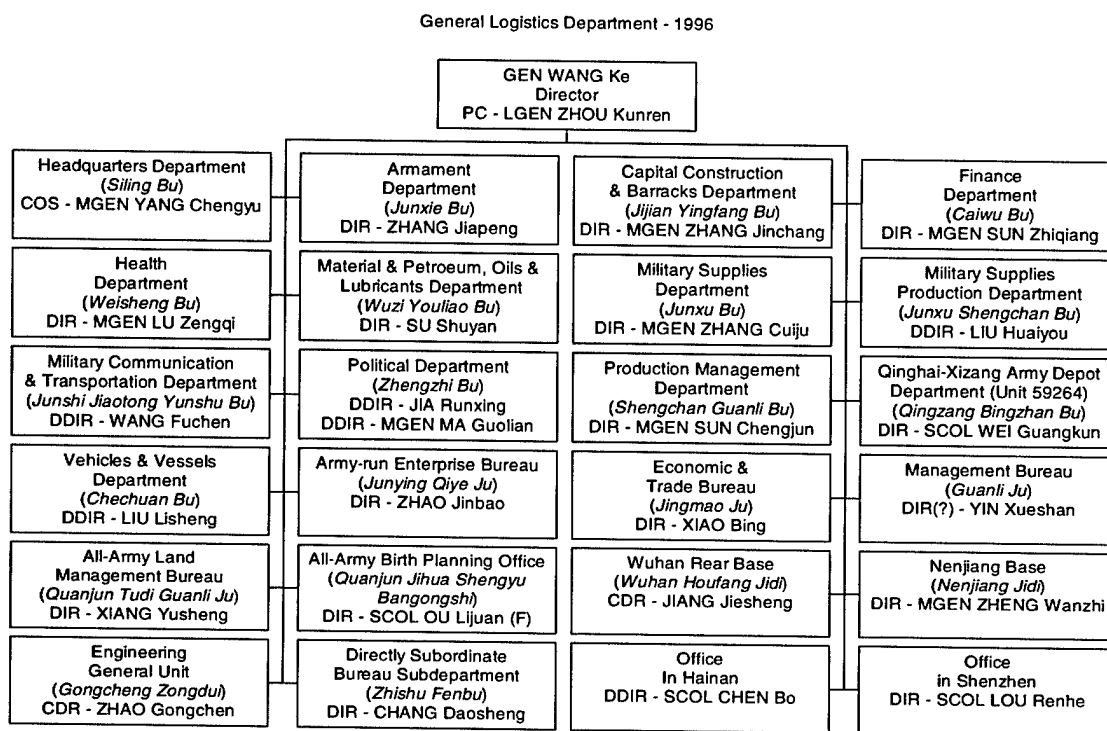 General Logistics Department - 1996
GEN WANG Ke
Director
PC - LGEN ZHOU Kunren
Headquarters Department
(Siling Bu)
COS - MGEN YANG Chengyu
Armament
Department
(Junxie Bu)
DIR - ZHANG Jiapeng
Capital Construction
& Barracks Department
(Jijian Yingfang Bu)
DIR - MGEN ZHANG Jinchang
Finance
Department
(Caiwu Bu)
DIR - MGEN SUN Zhiqiang
Health
Department
(Weisheng Bu)
DIR - MGEN LU Zengqi
Material & Petroeum, Oils &
Lubricants Department
(Wuzi Youliao Bu)
DIR - SU Shuyan
Military Supplies
Department
(Junxu Bu)
DIR - MGEN ZHANG Cuiju
Military Supplies
Production Department
(Junxu Shengchan Bu)
DDIR - LIU Huaiyou
Military Communication
& Transportation Department
(Junshi Jiaotong Yunshu Bu)
DDIR - WANG Fuchen
Political Department
(Zhengzhi Bu)
DDIR - JIA Runxing
DDIR - MGEN MA Guolian
Production Management
Department
(Shengchan Guanli Bu)
DIR - MGEN SUN Chengjun
Qinghai-Xizang Army Depot
Department (Unit 59264)
(Qingzang Bingzhan Bu)
DIR - SCOL WEI Guangkun
Vehicles & Vessels
Department
(Chechuan Bu)
DDIR - LIU Lisheng
Army-run Enterprise Bureau
(Junying Qiye Ju)
DIR - ZHAO Jinbao
Economic &
Trade Bureau
(Jingmao Ju)
DIR - XIAO Bing
Management Bureau
(Guanli Ju)
DIR(?) - YIN Xueshan
All-Army Land
Management Bureau
(Quanjun Tudi Guanli Ju)
DIR - XIANG Yusheng
All-Army Birth Planning Office
(Quanjun Jihua Shengyu
Bangongshi)
DIR - SCOL OU Lijuan (F)
Wuhan Rear Base
(Wuhan Houfang Jidi)
CDR - JIANG Jiesheng
Nenjiang Base
(Nenjiang Jidi)
DIR - MGEN ZHENG Wanzhi
Engineering
General Unit
(Gongcheng Zongdui)
CDR - ZHAO Gongchen
Directly Subordinate
Bureau Subdepartment
(Zhishu Fenbu)
DIR - CHANG Daosheng
Office
In Hainan
DDIR - SCOL CHEN Bo
Office
in Shenzhen
DIR - SCOL LOU Renhe